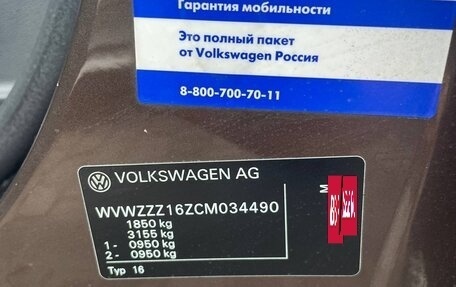 Гарантия мобильности
Это полный пакет
от Volkswagen Россия
8-800-700-70-11
VOLKSWAGEN AG
WVWZZZ16ZCM034490
1850 kg
3155 kg
1 - 0950 kg
2 - 0950 kg
Typ 16
M